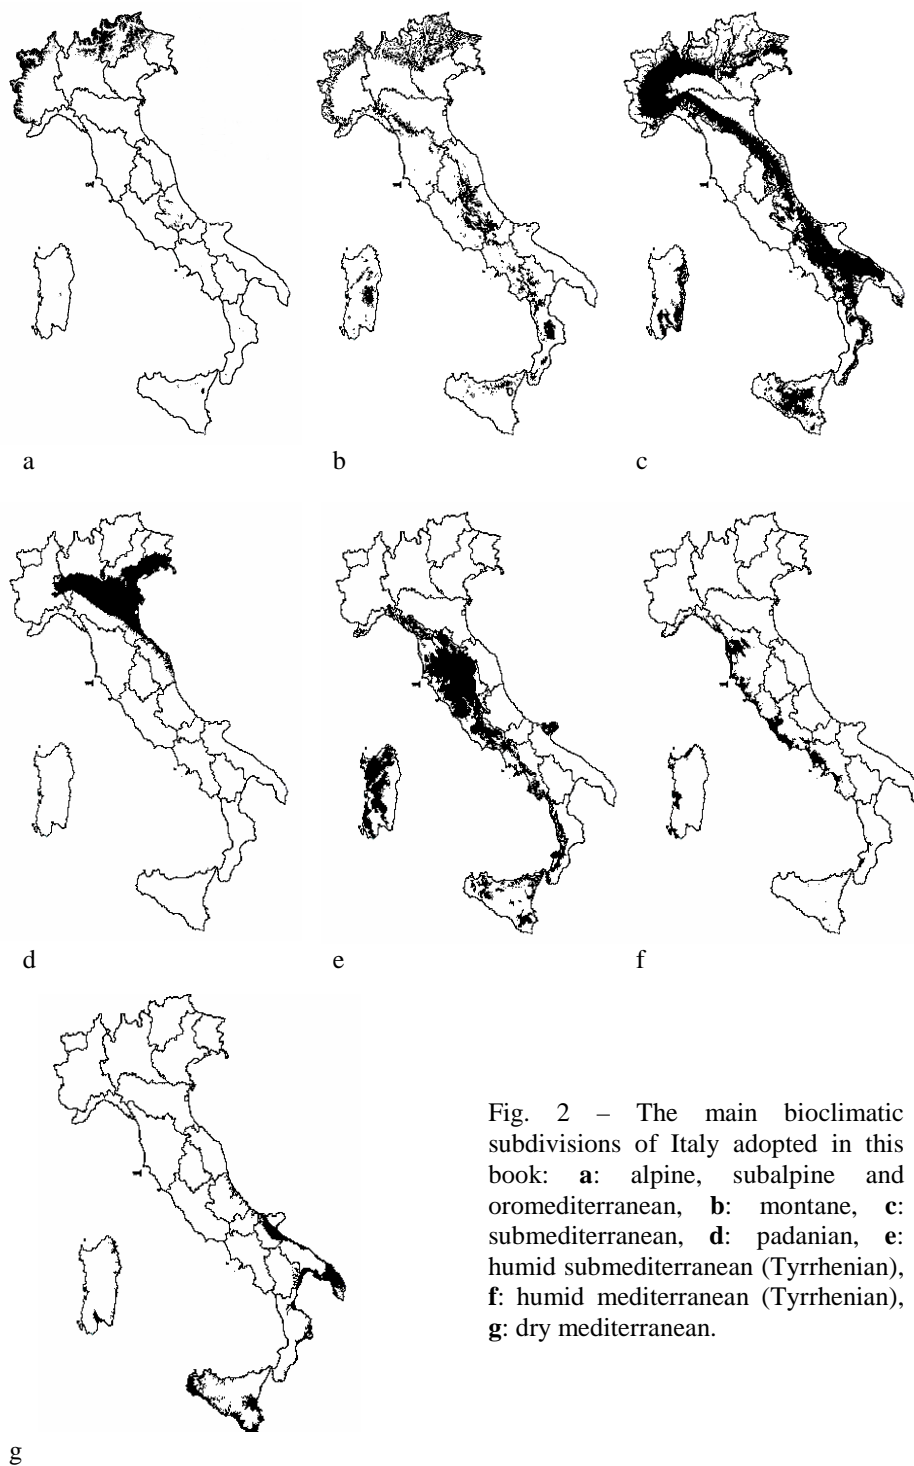 a
b
c
d
e
f
g
Fig. 2 – The main bioclimatic
subdivisions of Italy adopted in this
book: a: alpine, subalpine and
oromediterranean, b: montane, c:
submediterranean, d: padanian, e:
humid submediterranean (Tyrrhenian),
f: humid mediterranean (Tyrrhenian),
g: dry mediterranean.